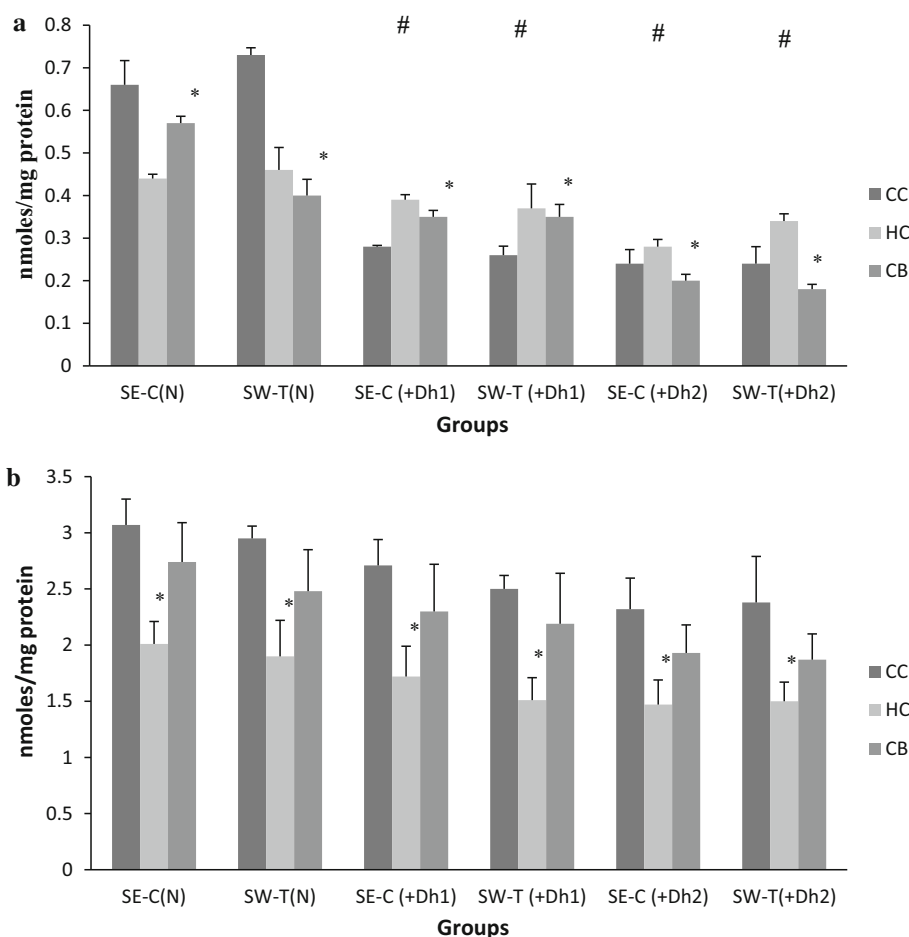 a
nmoles/mg protein
0.8
0.7
0.6
0.5
0.4
0.3
0.2
0.1
0
# # # #
* * * * * *
CC
HC
CB
SE-C(N) SW-T(N) SE-C (+Dh1) SW-T (+Dh1) SE-C (+Dh2) SW-T(+Dh2)
Groups
b
nmoles/mg protein
3.5
3
2.5
2
1.5
1
0.5
0
* * * * * *
CC
HC
CB
SE-C(N) SW-T(N) SE-C (+Dh1) SW-T (+Dh1) SE-C (+Dh2) SW-T(+Dh2)
Groups